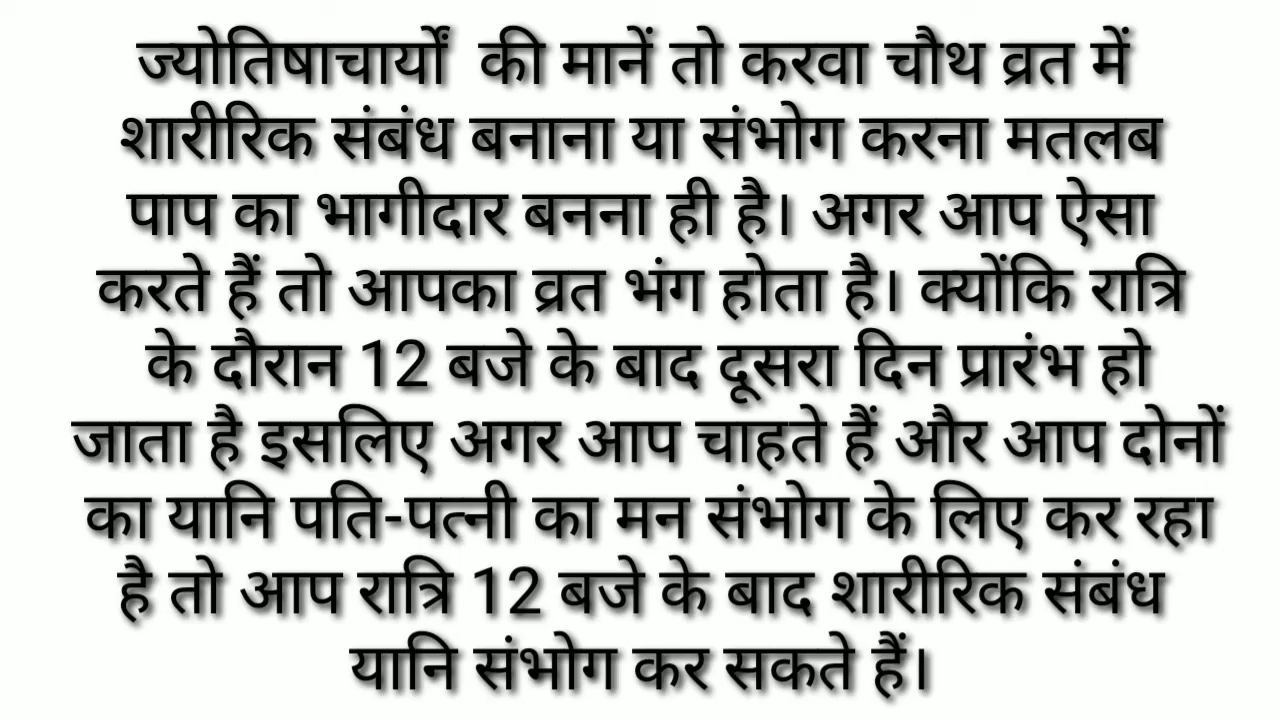 ज्योतिषाचार्यों की मानें तो करवा चौथ व्रत में
शारीरिक संबंध बनाना या संभोग करना मतलब
पाप का भागीदार बनना ही है। अगर आप ऐसा
करते हैं तो आपका व्रत भंग होता है। क्योंकि रात्रि
के दौरान 12 बजे के बाद दूसरा दिन प्रारंभ हो
जाता है इसलिए अगर आप चाहते हैं और आप दोनों
का यानि पति-पत्नी का मन संभोग के लिए कर रहा
है तो आप रात्रि 12 बजे के बाद शारीरिक संबंध
यानि संभोग कर सकते हैं।